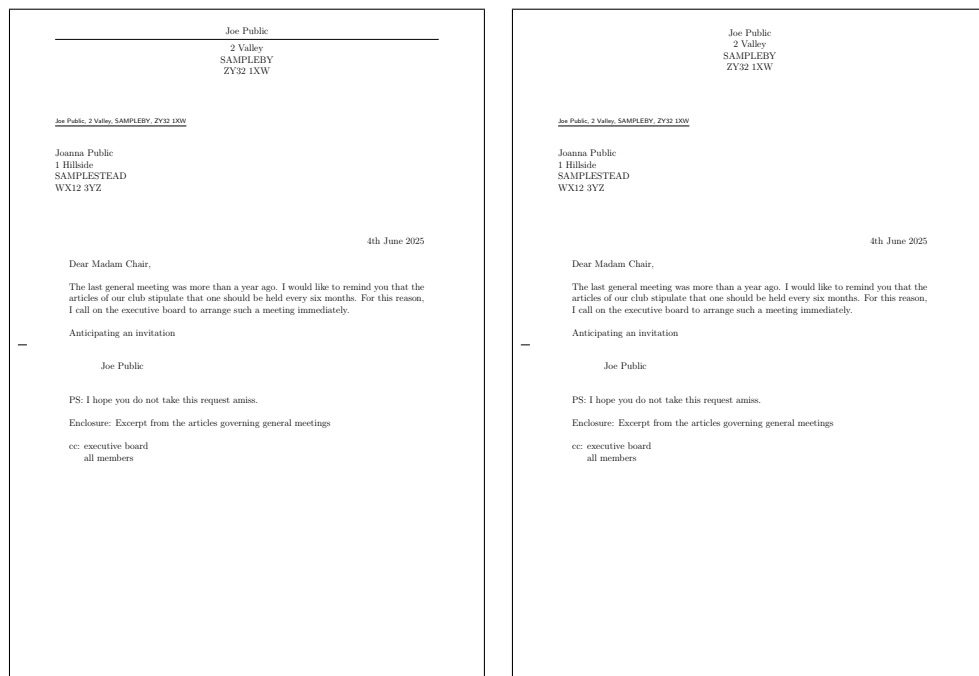 Joe Public
2 Valley
SAMPLEBY
ZY32 1XW
Joe Public, 2 Valley, SAMPLEBY, ZY32 1XW
Joanna Public
1 Hillside
SAMPLESTEAD
WX12 3YZ
4th June 2025
Dear Madam Chair,
The last general meeting was more than a year ago. I would like to remind you that the
articles of our club stipulate that one should be held every six months. For this reason,
I call on the executive board to arrange such a meeting immediately.
Anticipating an invitation
Joe Public
PS: I hope you do not take this request amiss.
Enclosure: Excerpt from the articles governing general meetings
cc: executive board
all members
Joe Public
2 Valley
SAMPLEBY
ZY32 1XW
Joe Public, 2 Valley, SAMPLEBY, ZY32 1XW
Joanna Public
1 Hillside
SAMPLESTEAD
WX12 3YZ
4th June 2025
Dear Madam Chair,
The last general meeting was more than a year ago. I would like to remind you that the
articles of our club stipulate that one should be held every six months. For this reason,
I call on the executive board to arrange such a meeting immediately.
Anticipating an invitation
Joe Public
PS: I hope you do not take this request amiss.
Enclosure: Excerpt from the articles governing general meetings
cc: executive board
all members